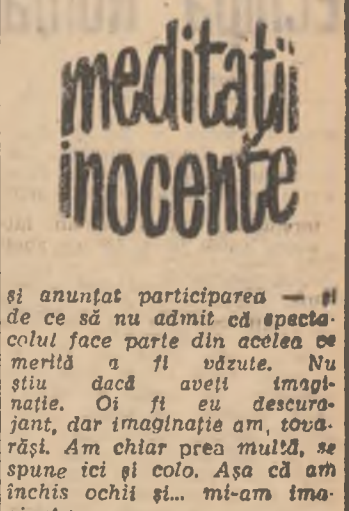 meditații
inocente
și anunțat participarea — și
de ce să nu admit că specta-
colul face parte din acelea ce
merită a fi văzute. Nu
știu dacă aveți imagi-
nație. Oi fi eu descura-
jant, dar imaginație am, tova-
răși. Am chiar prea multă, se
spune ici și colo. Așa că am
închis ochii și... mi-am ima-